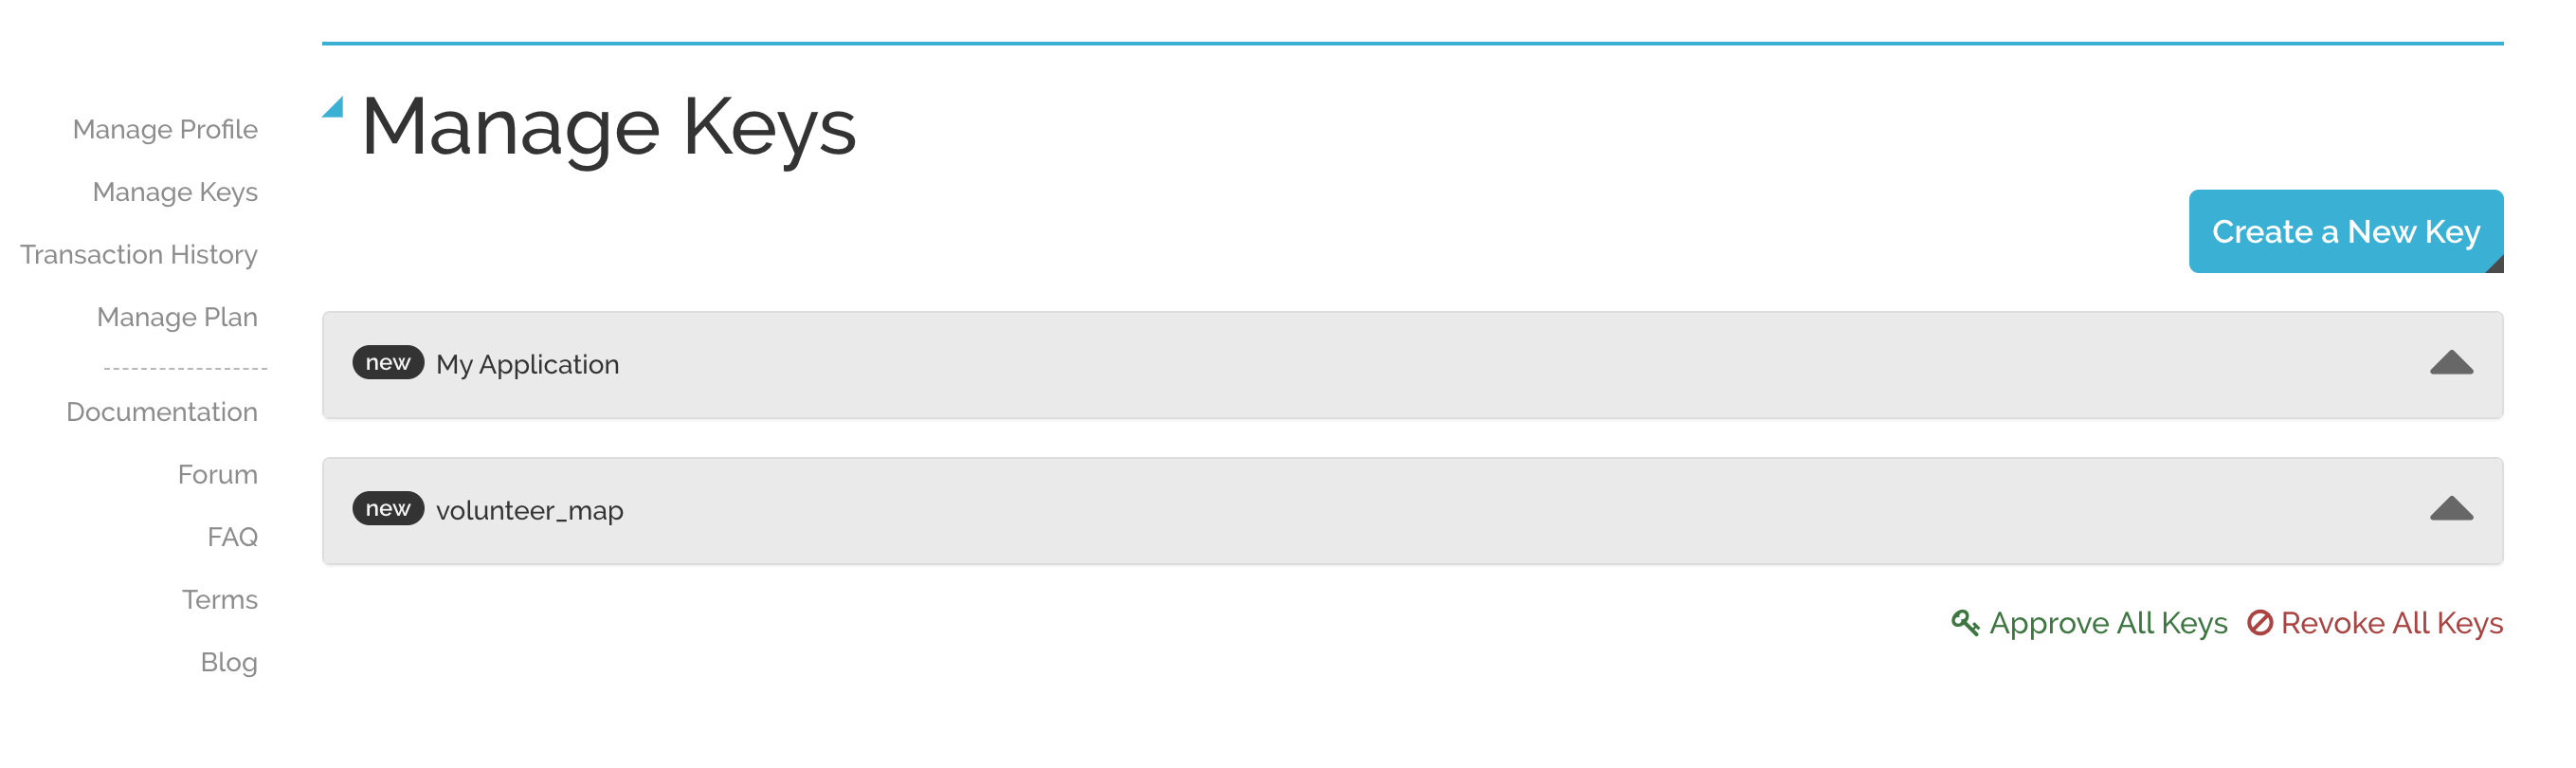 Manage Profile
Manage Keys
Transaction History
Manage Plan
Documentation
Forum
FAQ
Terms
Blog
Manage Keys
Create a New Key
new My Application
new volunteer_map
Approve All Keys Revoke All Keys